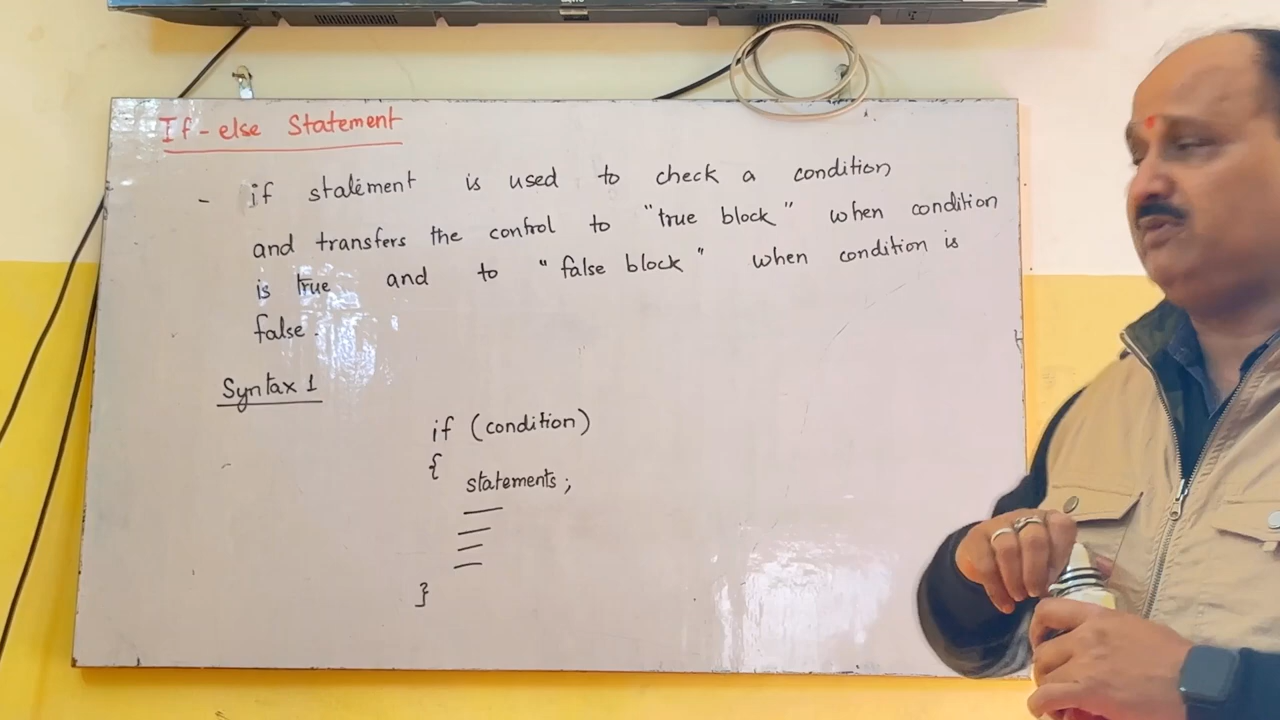 If-else Statement
- if statement is used to check a condition
and transfers the control to "true block" when condition
is true and to "false block" when condition is
false.
Syntax 1
if (condition)
{
statements;
}